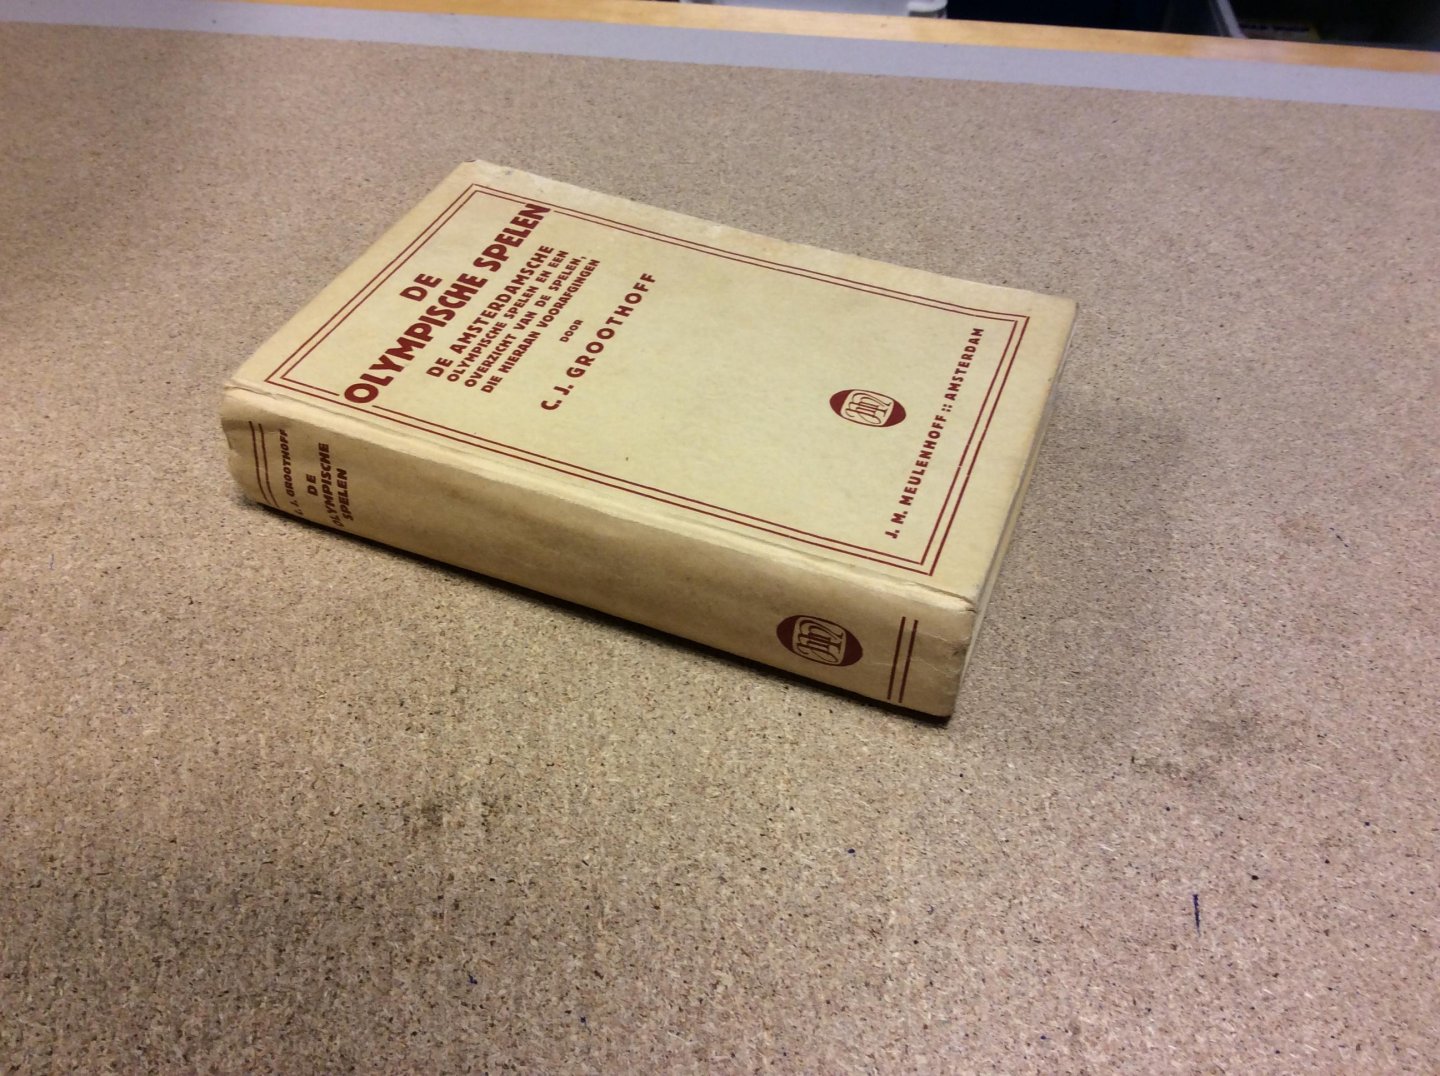 DE
OLYMPISCHE SPELEN
DE AMSTERDAMSCHE
OLYMPISCHE SPELEN EN EEN
OVERZICHT VAN DE SPELEN,
DIE HIERAAN VOORAFGINGEN
DOOR
C. J. GROOTHOFF
J. M. MEULENHOFF :: AMSTERDAM
C. J. GROOTHOFF
DE
OLYMPISCHE
SPELEN